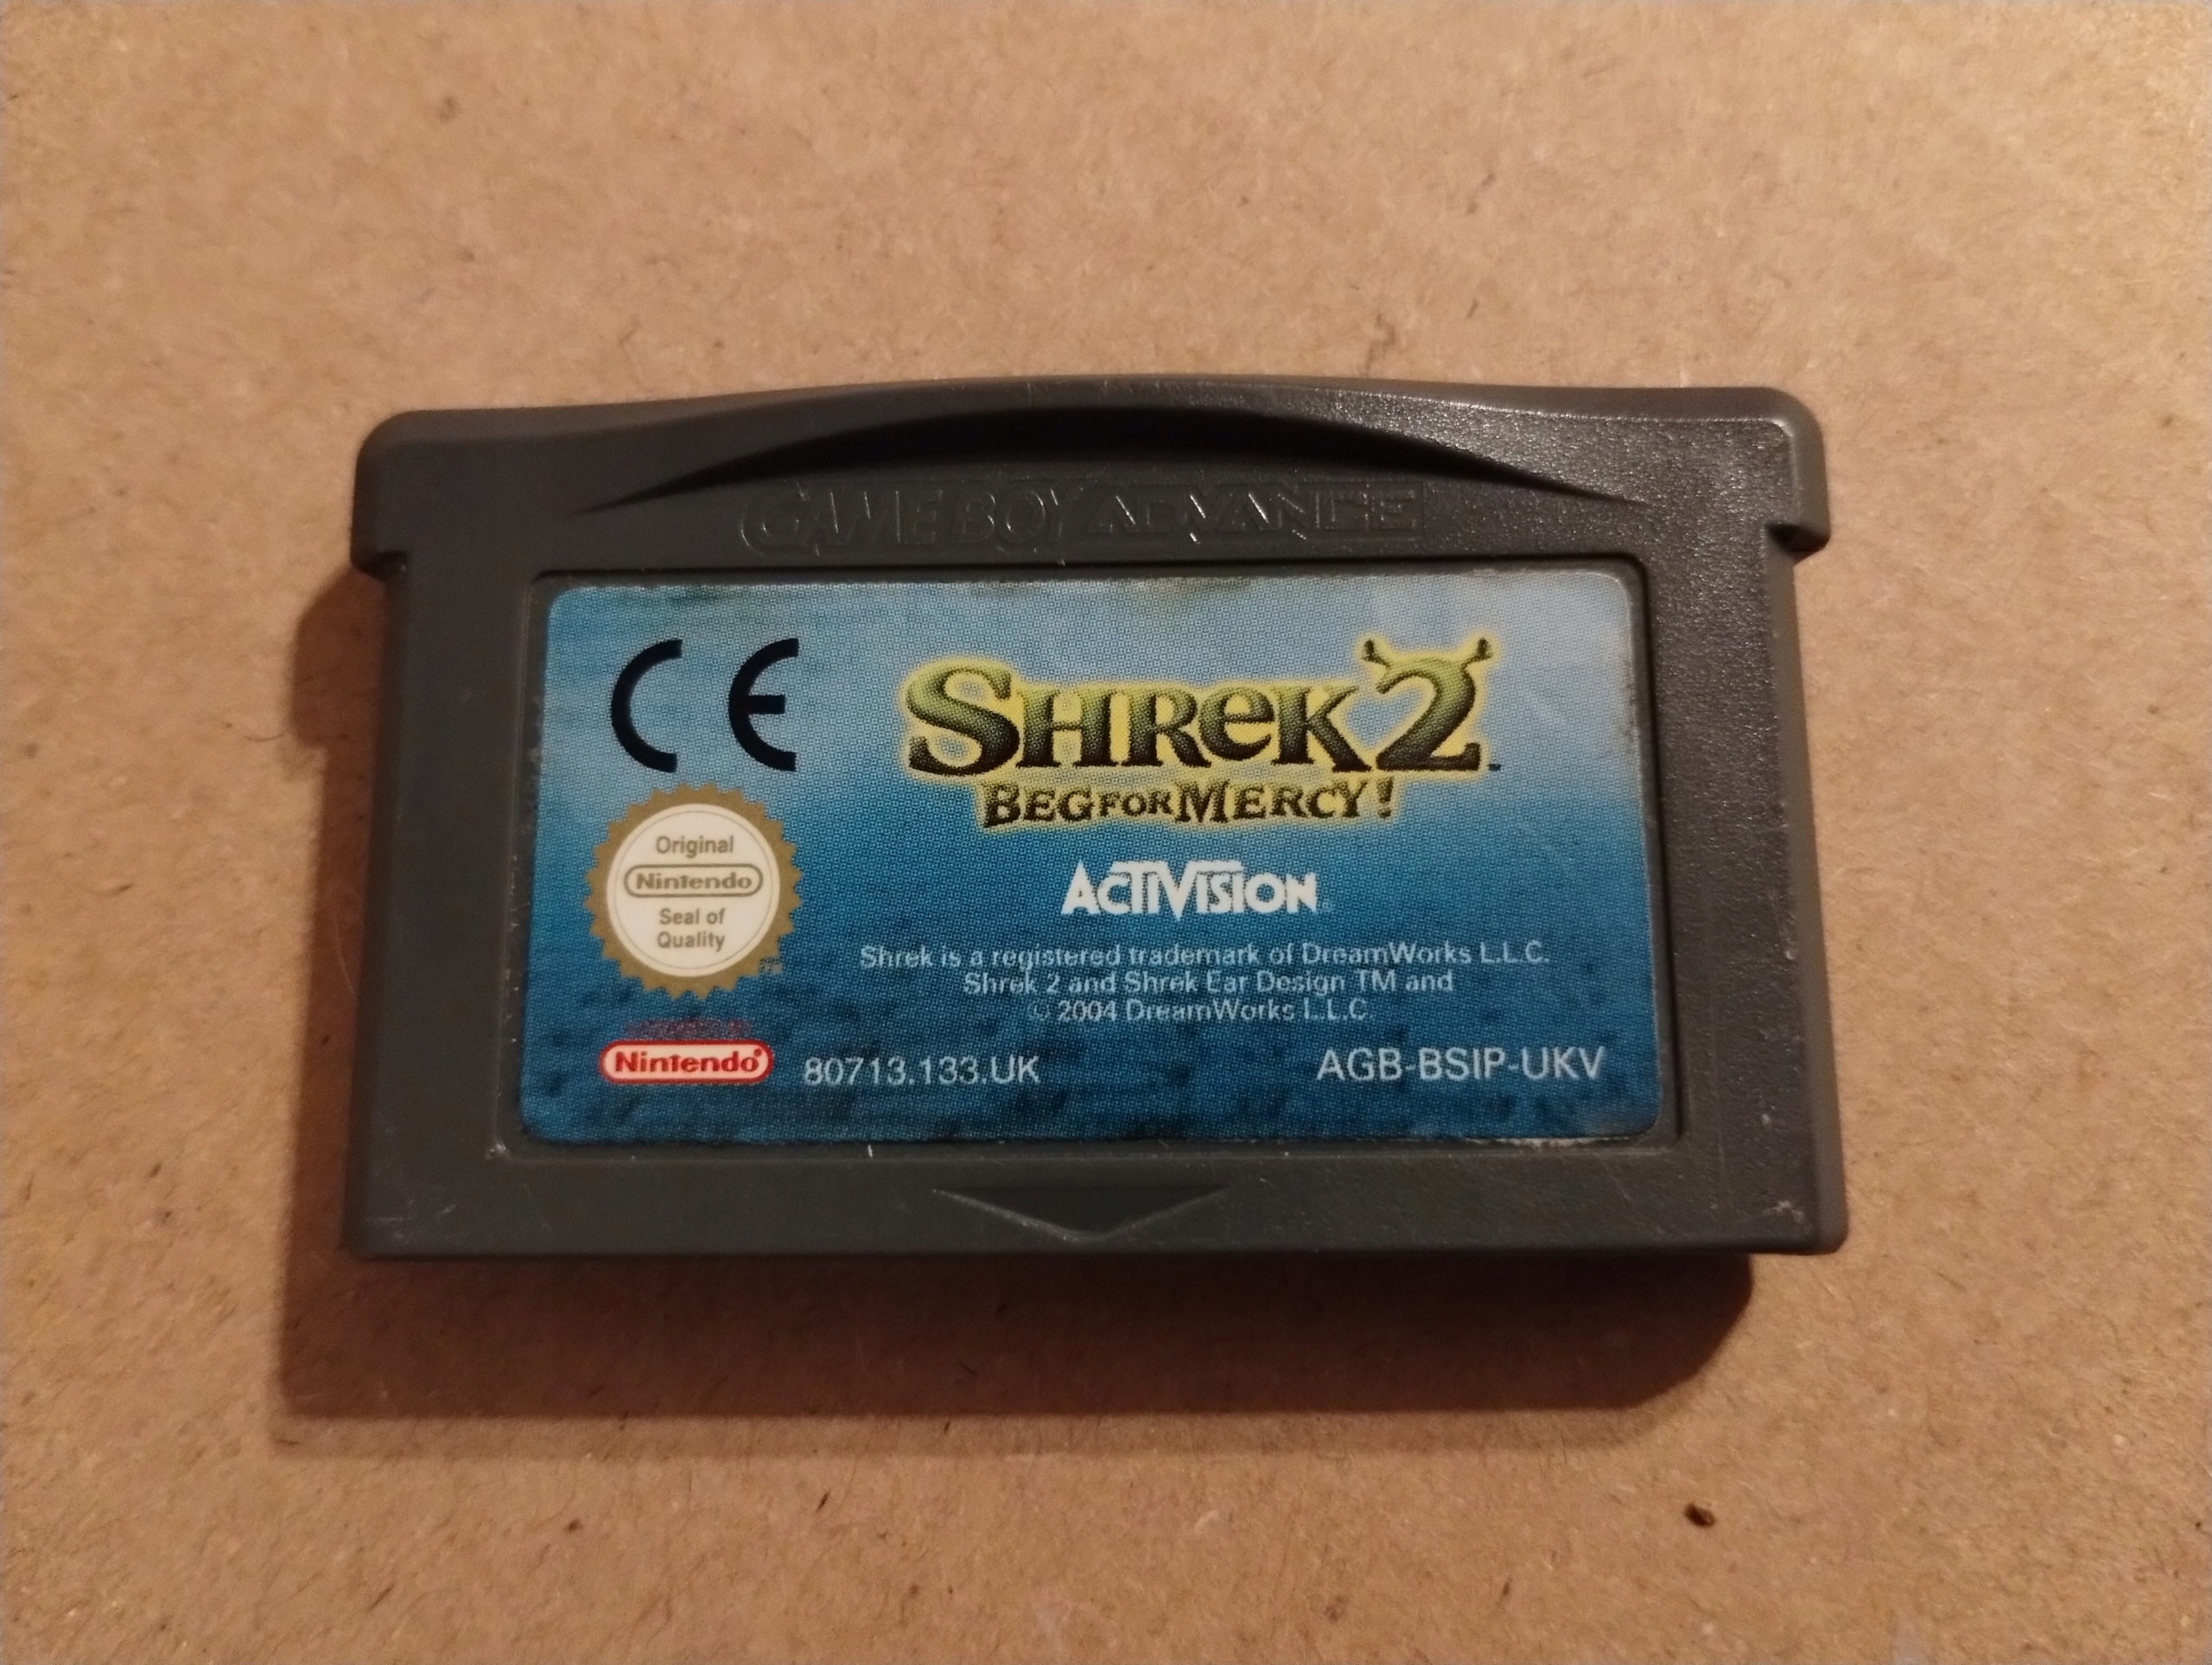 GAME BOY ADVANCE
CE
SHREK 2
BEG FOR MERCY!
Original
Nintendo
Seal of
Quality
TM
ACTIVISION
Shrek is a registered trademark of DreamWorks L.L.C.
Shrek 2 and Shrek Ear Design TM and
© 2004 DreamWorks L.L.C.
Nintendo®
80713.133.UK
AGB-BSIP-UKV